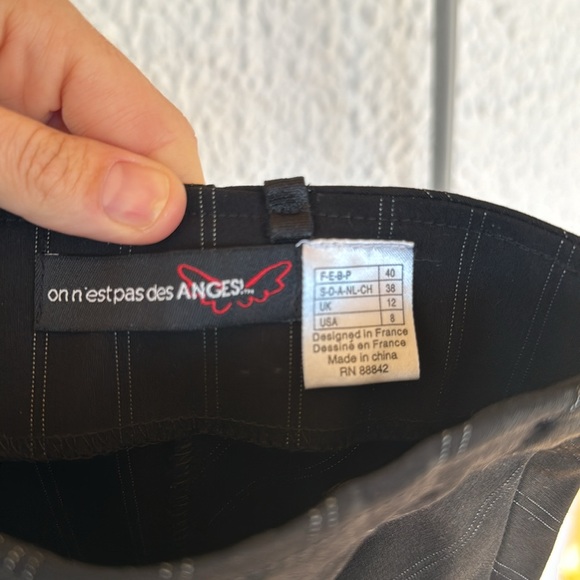 on n'est pas des ANGES!...
F-E-B-P 40
S-D-A-NL-CH 38
UK 12
USA 8
Designed in France
Dessiné en France
Made in china
RN 88842